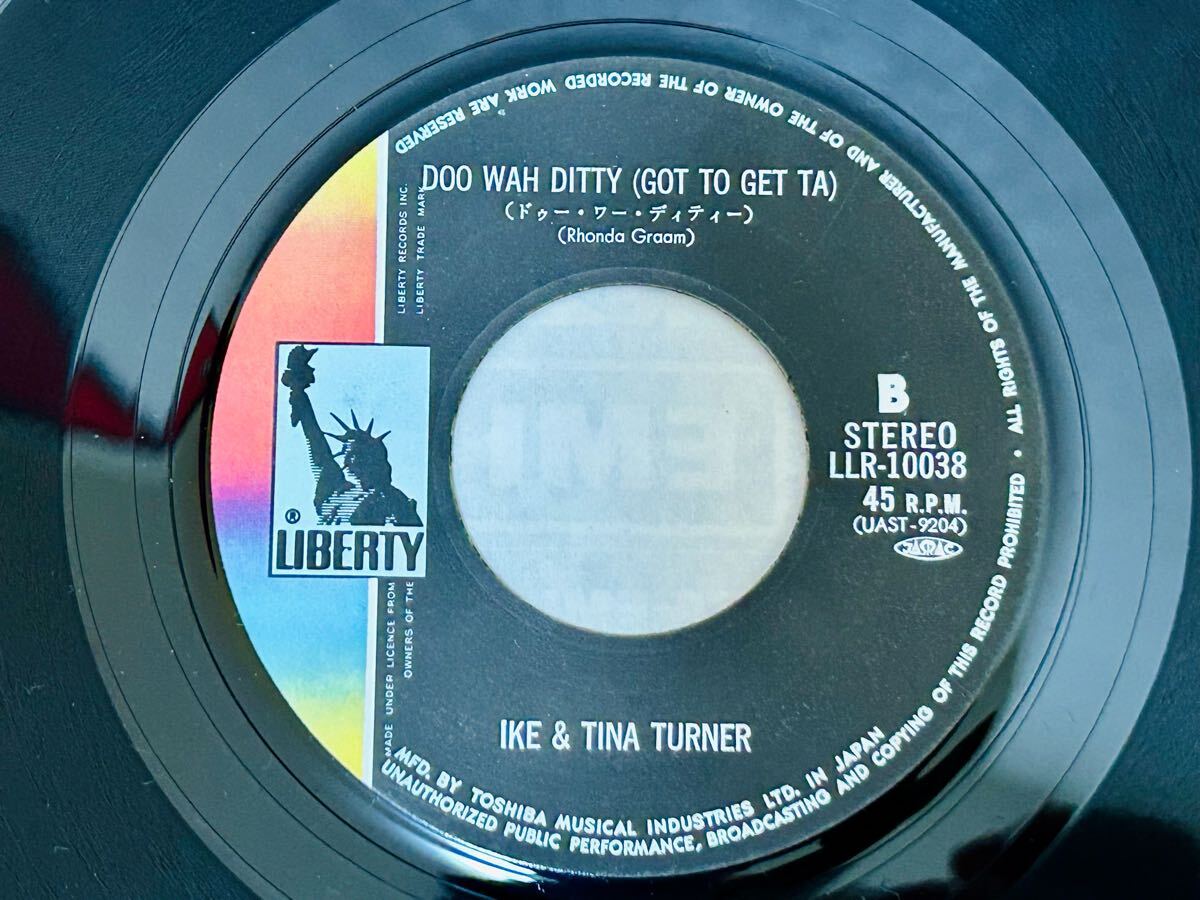 DOO WAH DITTY (GOT TO GET TA)
(ドゥー・ワー・ディティー)
(Rhonda Graam)
B
STEREO
LLR-10038
45 R.P.M.
(UAST-9204)
JASRAC
® LIBERTY
LIBERTY RECORDS INC.
LIBERTY TRADE MARK
MADE UNDER LICENCE FROM
OWNERS OF THE
IKE & TINA TURNER
MFD. BY TOSHIBA MUSICAL INDUSTRIES LTD. IN JAPAN
UNAUTHORIZED PUBLIC PERFORMANCE, BROADCASTING AND COPYING OF THIS RECORD PROHIBITED • ALL RIGHTS OF THE MANUFACTURER AND OF THE OWNER OF THE RECORDED WORK ARE RESERVED